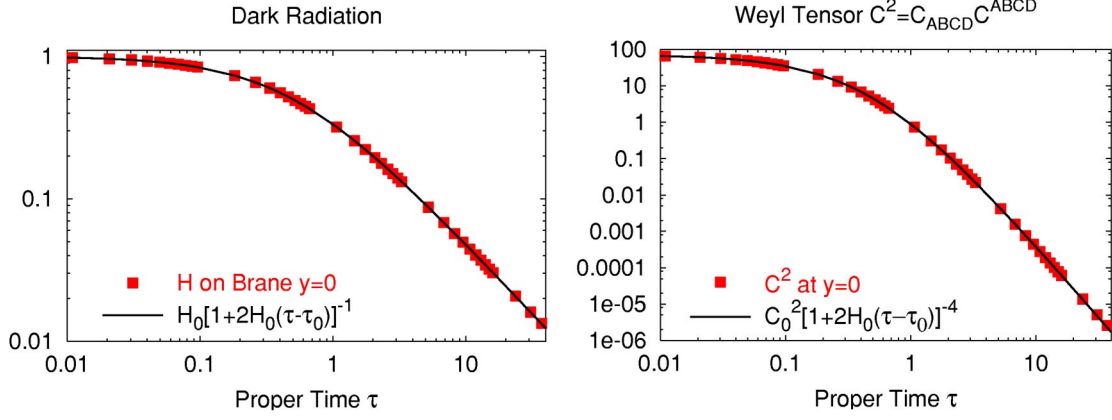 Dark Radiation
1
0.1
0.01
H on Brane y=0
H₀[1+2H₀(τ-τ₀)]⁻¹
0.01 0.1 1 10
Proper Time τ
Weyl Tensor C²=C_ABCD C^ABCD
100
10
1
0.1
0.01
0.001
0.0001
1e-05
1e-06
C² at y=0
C₀²[1+2H₀(τ−τ₀)]⁻⁴
0.01 0.1 1 10
Proper Time τ